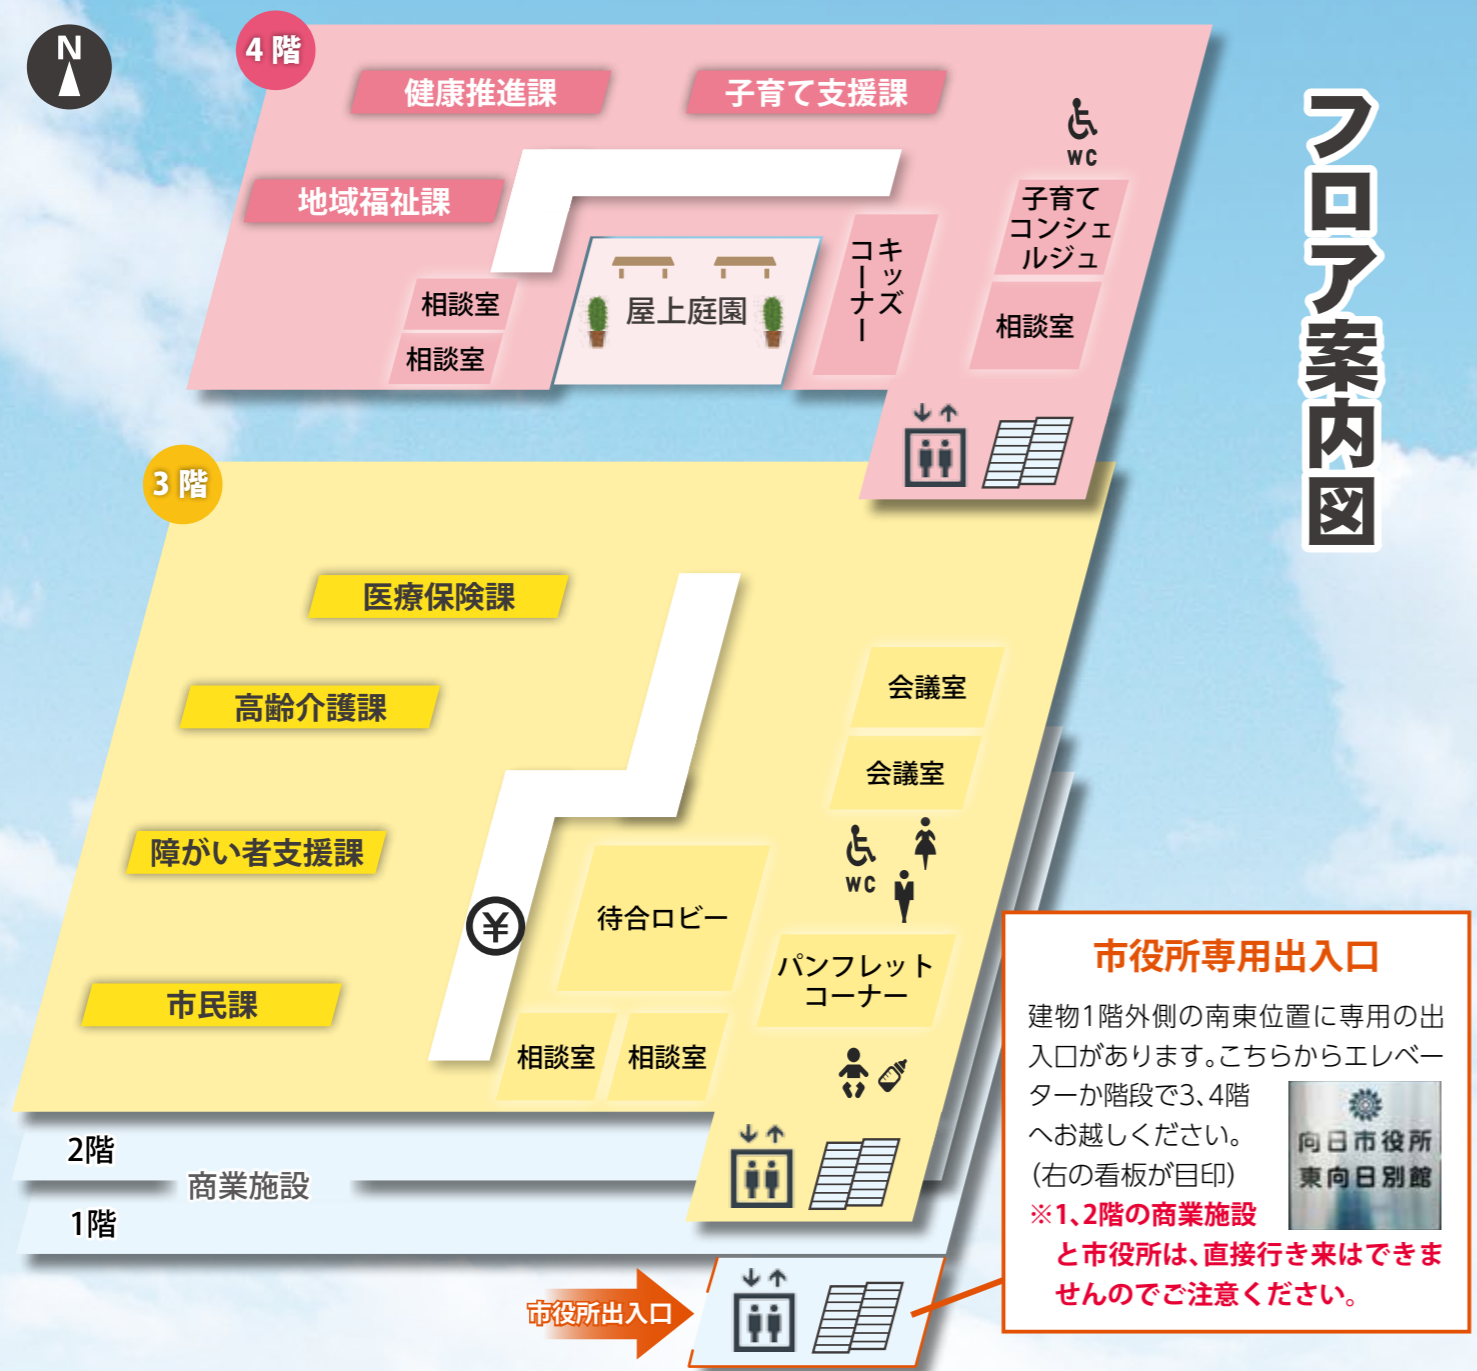 フロア案内図
N
4階
健康推進課
子育て支援課
地域福祉課
WC
子育て
コンシェ
ルジュ
キッズ
コーナー
屋上庭園
相談室
相談室
相談室
3階
医療保険課
高齢介護課
障がい者支援課
市民課
会議室
会議室
WC
待合ロビー
¥
パンフレット
コーナー
相談室
相談室
2階
商業施設
1階
市役所出入口
市役所専用出入口
建物1階外側の南東位置に専用の出
入口があります。こちらからエレベー
ターか階段で3、4階
へお越しください。
(右の看板が目印)
※1、2階の商業施設
と市役所は、直接行き来はできま
せんのでご注意ください。
向日市役所
東向日別館